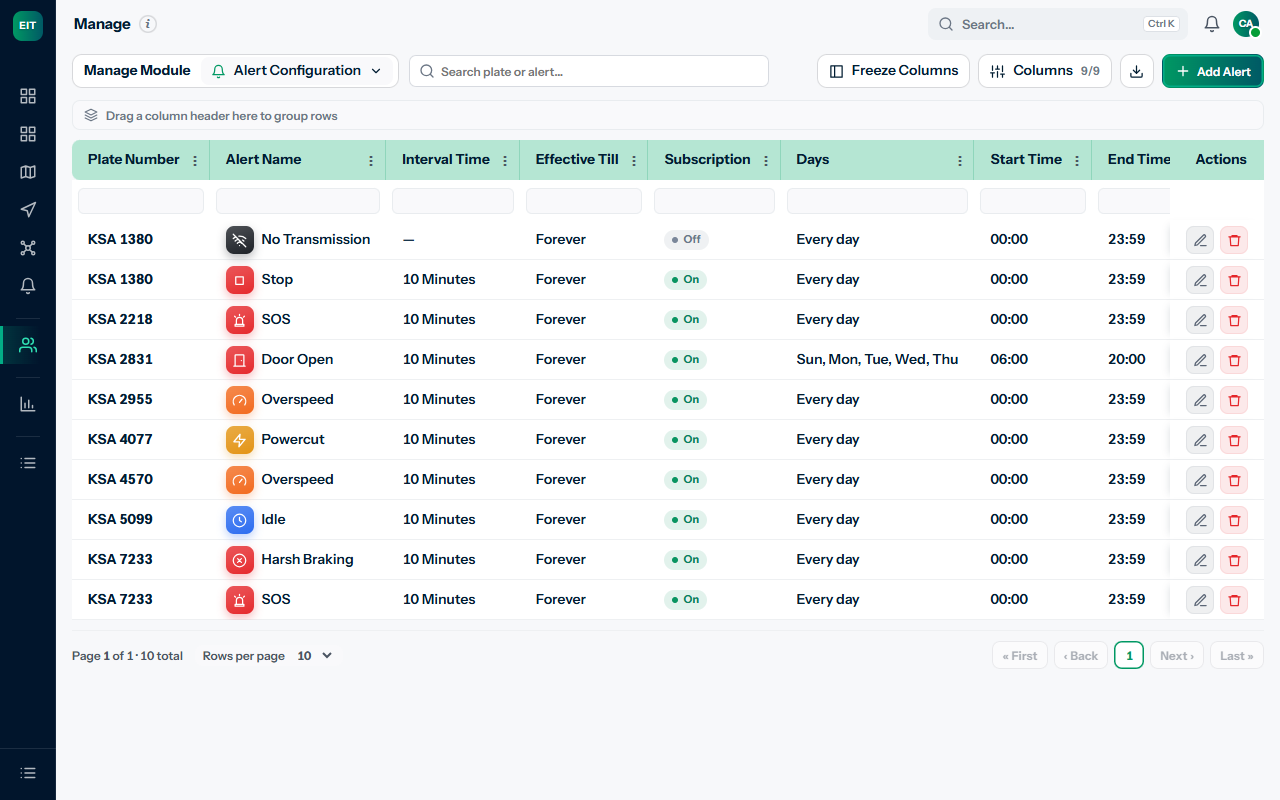 EIT
Manage
Search...
Ctrl K
CA
Manage Module
Alert Configuration
Search plate or alert...
Freeze Columns
Columns 9/9
Add Alert
Drag a column header here to group rows
Plate Number Alert Name Interval Time Effective Till Subscription Days Start Time End Time Actions
KSA 1380 No Transmission — Forever Off Every day 00:00 23:59
KSA 1380 Stop 10 Minutes Forever On Every day 00:00 23:59
KSA 2218 SOS 10 Minutes Forever On Every day 00:00 23:59
KSA 2831 Door Open 10 Minutes Forever On Sun, Mon, Tue, Wed, Thu 06:00 20:00
KSA 2955 Overspeed 10 Minutes Forever On Every day 00:00 23:59
KSA 4077 Powercut 10 Minutes Forever On Every day 00:00 23:59
KSA 4570 Overspeed 10 Minutes Forever On Every day 00:00 23:59
KSA 5099 Idle 10 Minutes Forever On Every day 00:00 23:59
KSA 7233 Harsh Braking 10 Minutes Forever On Every day 00:00 23:59
KSA 7233 SOS 10 Minutes Forever On Every day 00:00 23:59
Page 1 of 1 · 10 total Rows per page 10
« First ‹ Back 1 Next › Last »